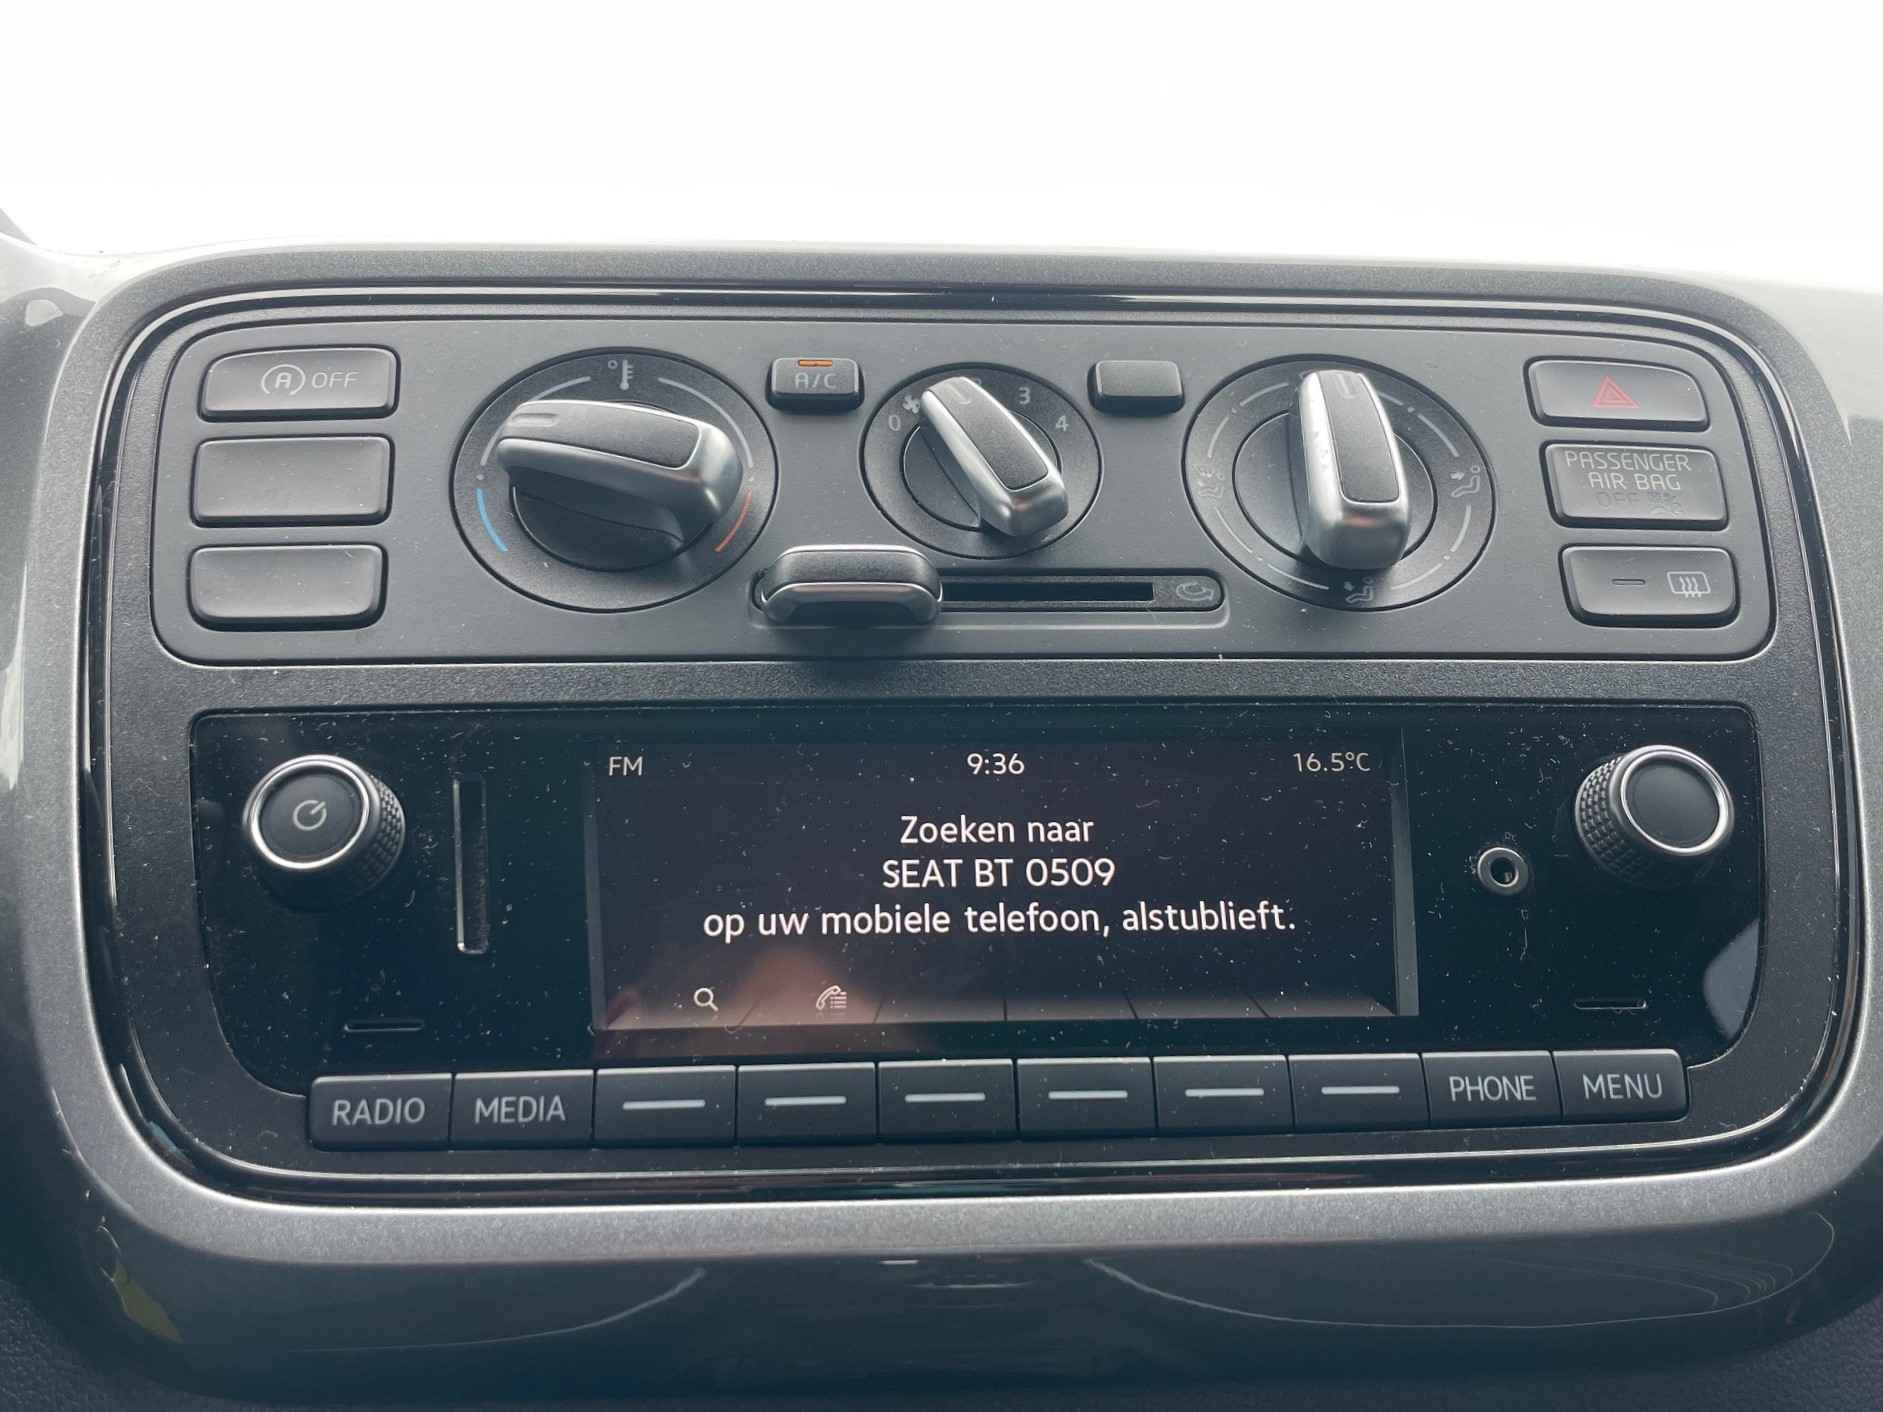 A OFF
A/C
0
3
4
PASSENGER
AIR BAG
OFF
FM 9:36 16.5°C
Zoeken naar
SEAT BT 0509
op uw mobiele telefoon, alstublieft.
RADIO MEDIA PHONE MENU